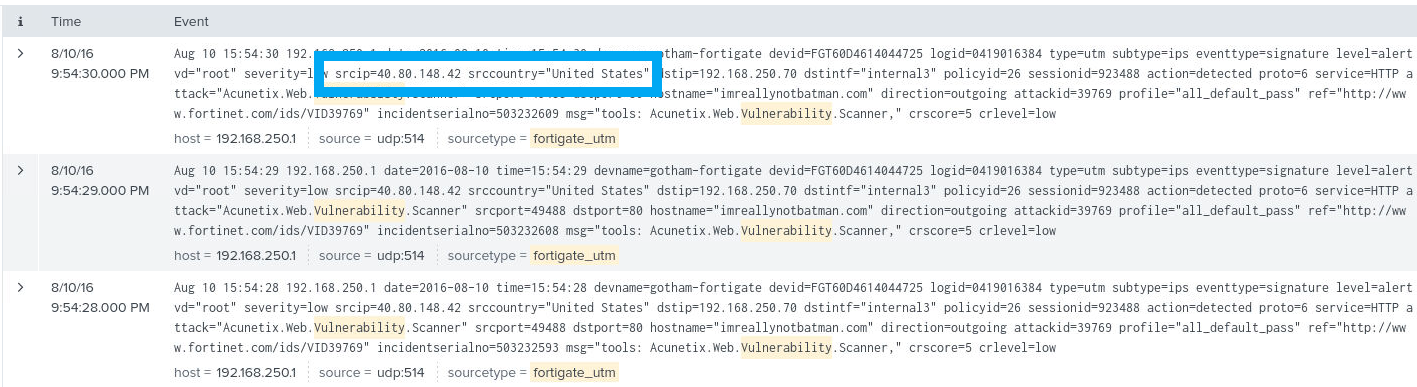 i Time Event
8/10/16 9:54:30.000 PM
Aug 10 15:54:30 192.168.250.1 date=2016-08-10 time=15:54:30 gotham-fortigate devid=FGT60D4614044725 logid=0419016384 type=utm subtype=ips eventtype=signature level=alert
vd="root" severity=low srcip=40.80.148.42 srccountry="United States" dstip=192.168.250.70 dstintf="internal3" policyid=26 sessionid=923488 action=detected proto=6 service=HTTP a
ttack="Acunetix.Web. hostname="imreallynotbatman.com" direction=outgoing attackid=39769 profile="all_default_pass" ref="http://ww
w.fortinet.com/ids/VID39769" incidentserialno=503232609 msg="tools: Acunetix.Web.Vulnerability.Scanner," crscore=5 crlevel=low
host = 192.168.250.1 source = udp:514 sourcetype = fortigate_utm
8/10/16 9:54:29.000 PM
Aug 10 15:54:29 192.168.250.1 date=2016-08-10 time=15:54:29 devname=gotham-fortigate devid=FGT60D4614044725 logid=0419016384 type=utm subtype=ips eventtype=signature level=alert
vd="root" severity=low srcip=40.80.148.42 srccountry="United States" dstip=192.168.250.70 dstintf="internal3" policyid=26 sessionid=923488 action=detected proto=6 service=HTTP a
ttack="Acunetix.Web.Vulnerability.Scanner" srcport=49488 dstport=80 hostname="imreallynotbatman.com" direction=outgoing attackid=39769 profile="all_default_pass" ref="http://ww
w.fortinet.com/ids/VID39769" incidentserialno=503232608 msg="tools: Acunetix.Web.Vulnerability.Scanner," crscore=5 crlevel=low
host = 192.168.250.1 source = udp:514 sourcetype = fortigate_utm
8/10/16 9:54:28.000 PM
Aug 10 15:54:28 192.168.250.1 date=2016-08-10 time=15:54:28 devname=gotham-fortigate devid=FGT60D4614044725 logid=0419016384 type=utm subtype=ips eventtype=signature level=alert
vd="root" severity=low srcip=40.80.148.42 srccountry="United States" dstip=192.168.250.70 dstintf="internal3" policyid=26 sessionid=923488 action=detected proto=6 service=HTTP a
ttack="Acunetix.Web.Vulnerability.Scanner" srcport=49488 dstport=80 hostname="imreallynotbatman.com" direction=outgoing attackid=39769 profile="all_default_pass" ref="http://ww
w.fortinet.com/ids/VID39769" incidentserialno=503232593 msg="tools: Acunetix.Web.Vulnerability.Scanner," crscore=5 crlevel=low
host = 192.168.250.1 source = udp:514 sourcetype = fortigate_utm